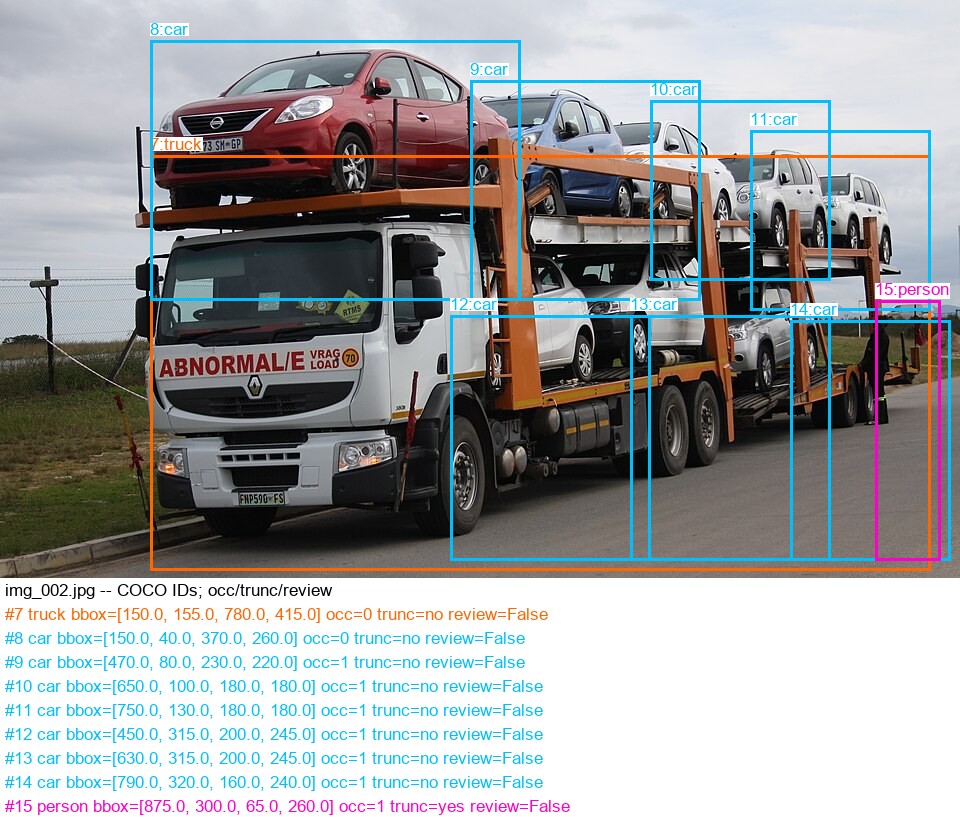 8:car
9:car
10:car
11:car
7:truck
73 SM GP
15:person
12:car
13:car
14:car
RTMS
ABNORMAL/E VRAG LOAD 70
FNP590 FS
img_002.jpg -- COCO IDs; occ/trunc/review
#7 truck bbox=[150.0, 155.0, 780.0, 415.0] occ=0 trunc=no review=False
#8 car bbox=[150.0, 40.0, 370.0, 260.0] occ=0 trunc=no review=False
#9 car bbox=[470.0, 80.0, 230.0, 220.0] occ=1 trunc=no review=False
#10 car bbox=[650.0, 100.0, 180.0, 180.0] occ=1 trunc=no review=False
#11 car bbox=[750.0, 130.0, 180.0, 180.0] occ=1 trunc=no review=False
#12 car bbox=[450.0, 315.0, 200.0, 245.0] occ=1 trunc=no review=False
#13 car bbox=[630.0, 315.0, 200.0, 245.0] occ=1 trunc=no review=False
#14 car bbox=[790.0, 320.0, 160.0, 240.0] occ=1 trunc=no review=False
#15 person bbox=[875.0, 300.0, 65.0, 260.0] occ=1 trunc=yes review=False